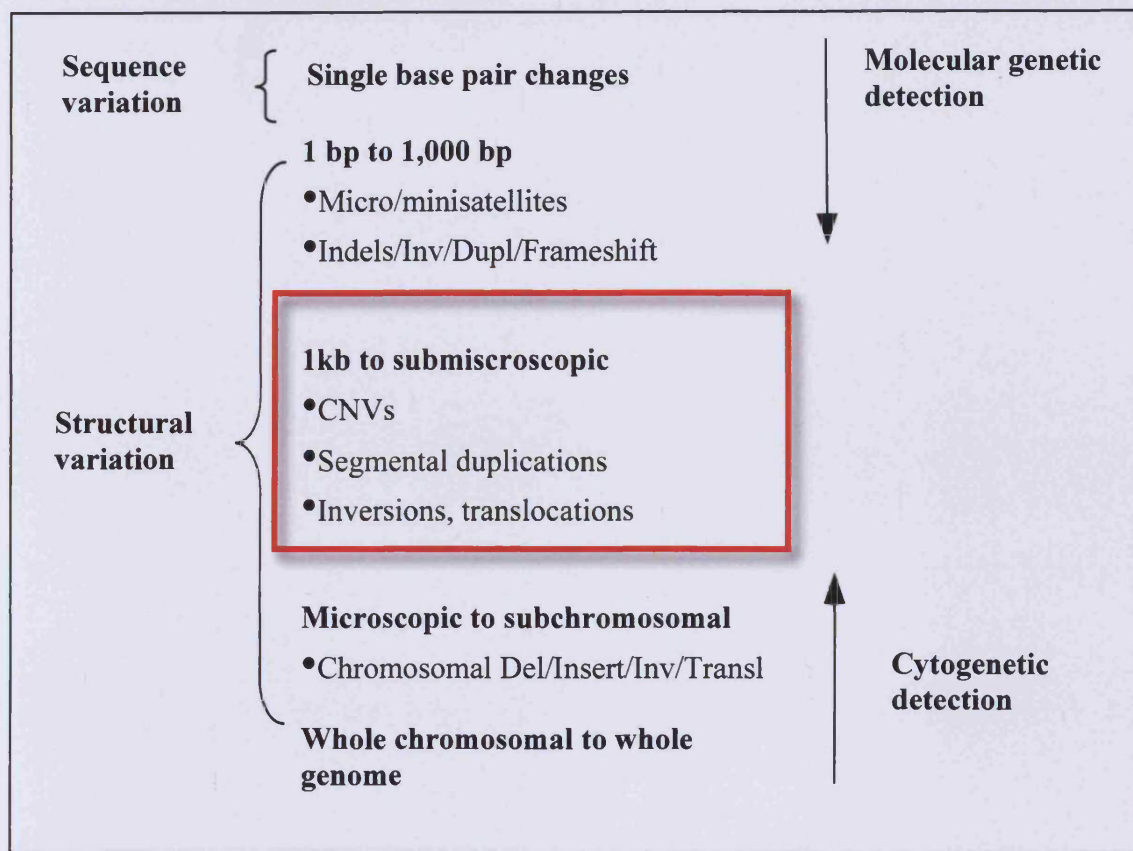 Sequence
variation
Single base pair changes
Molecular genetic
detection
1 bp to 1,000 bp
•Micro/minisatellites
•Indels/Inv/Dupl/Frameshift
1kb to submiscroscopic
•CNVs
•Segmental duplications
•Inversions, translocations
Structural
variation
Microscopic to subchromosomal
•Chromosomal Del/Insert/Inv/Transl
Cytogenetic
detection
Whole chromosomal to whole
genome